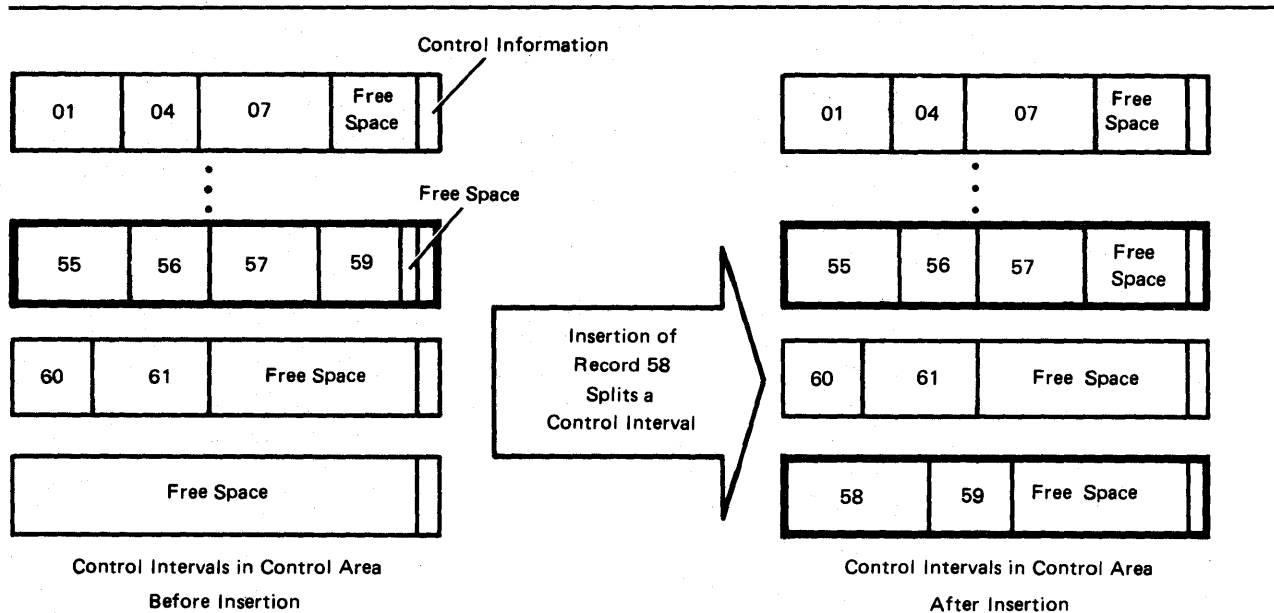 Control Information
01 04 07 Free Space
Free Space
55 56 57 59
60 61 Free Space
Free Space
Control Intervals in Control Area
Before Insertion
Insertion of
Record 58
Splits a
Control Interval
01 04 07 Free Space
55 56 57 Free Space
60 61 Free Space
58 59 Free Space
Control Intervals in Control Area
After Insertion